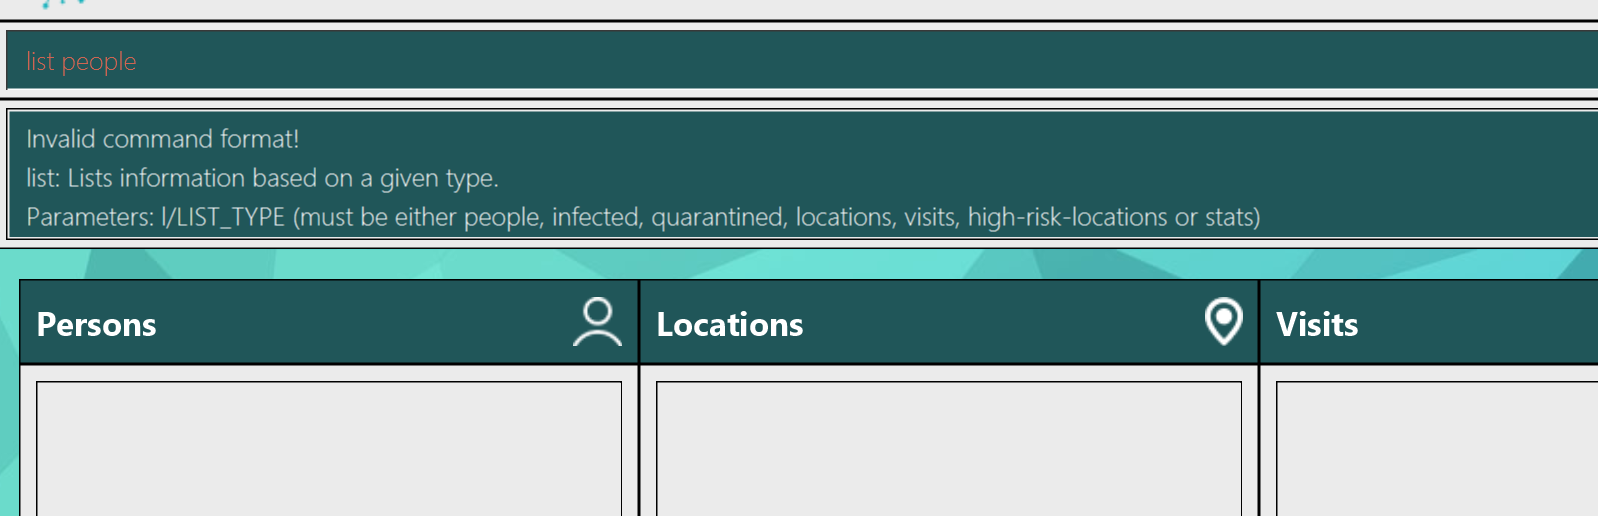 list people
Invalid command format!
list: Lists information based on a given type.
Parameters: l/LIST_TYPE (must be either people, infected, quarantined, locations, visits, high-risk-locations or stats)
Persons
Locations
Visits